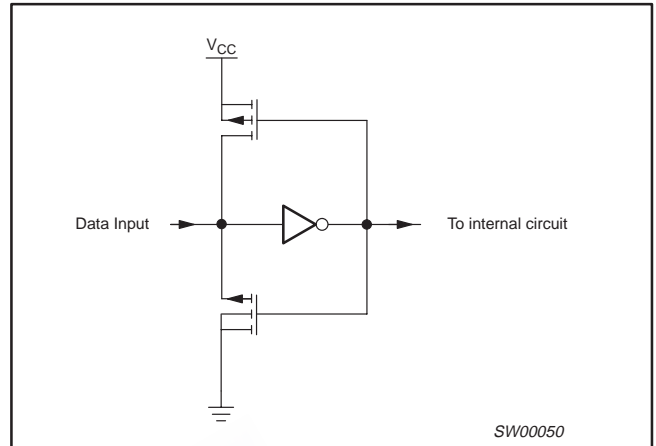 VCC
Data Input
To internal circuit
SW00050